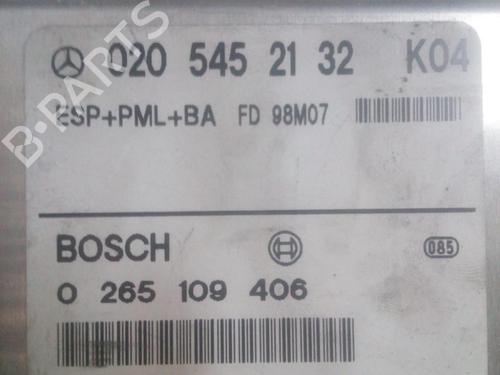 020 545 21 32 K04
ESP+PML+BA FD 98M07
BOSCH
085
0 265 109 406
B-PARTS